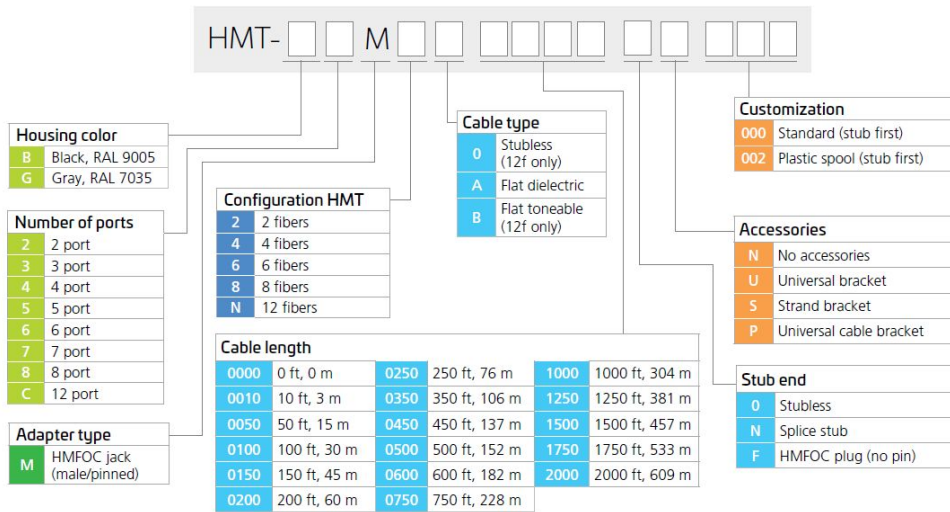 HMT- M
Housing color
B Black, RAL 9005
G Gray, RAL 7035
Number of ports
2 2 port
3 3 port
4 4 port
5 5 port
6 6 port
7 7 port
8 8 port
C 12 port
Adapter type
M HMFOC jack
(male/pinned)
Configuration HMT
2 2 fibers
4 4 fibers
6 6 fibers
8 8 fibers
N 12 fibers
Cable type
0 Stubless
(12f only)
A Flat dielectric
B Flat toneable
(12f only)
Cable length
0000 0 ft, 0 m 0250 250 ft, 76 m 1000 1000 ft, 304 m
0010 10 ft, 3 m 0350 350 ft, 106 m 1250 1250 ft, 381 m
0050 50 ft, 15 m 0450 450 ft, 137 m 1500 1500 ft, 457 m
0100 100 ft, 30 m 0500 500 ft, 152 m 1750 1750 ft, 533 m
0150 150 ft, 45 m 0600 600 ft, 182 m 2000 2000 ft, 609 m
0200 200 ft, 60 m 0750 750 ft, 228 m
Customization
000 Standard (stub first)
002 Plastic spool (stub first)
Accessories
N No accessories
U Universal bracket
S Strand bracket
P Universal cable bracket
Stub end
0 Stubless
N Splice stub
F HMFOC plug (no pin)